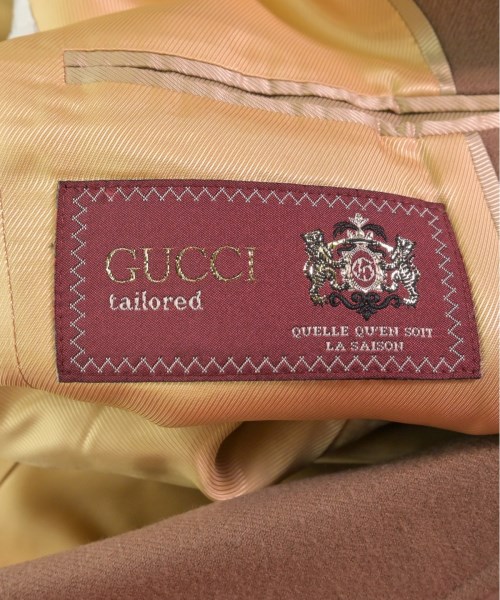 GUCCI
tailored
QUELLE QU'EN SOIT
LA SAISON